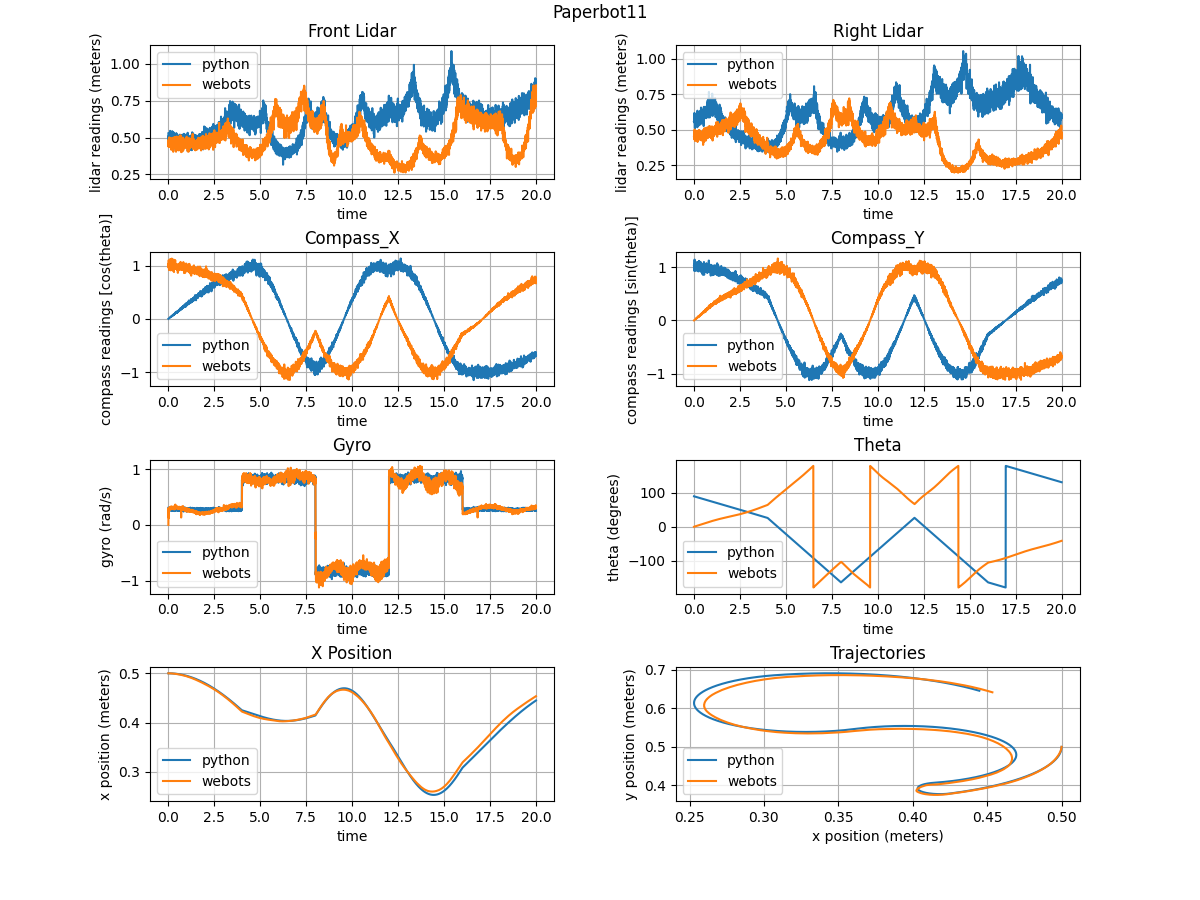 Paperbot11
Front Lidar
lidar readings (meters)
1.00
0.75
0.50
0.25
python
webots
0.0 2.5 5.0 7.5 10.0 12.5 15.0 17.5 20.0
time
Right Lidar
lidar readings (meters)
1.00
0.75
0.50
0.25
python
webots
0.0 2.5 5.0 7.5 10.0 12.5 15.0 17.5 20.0
time
Compass_X
compass readings [cos(theta)]
1
0
−1
python
webots
0.0 2.5 5.0 7.5 10.0 12.5 15.0 17.5 20.0
time
Compass_Y
compass readings [sin(theta)]
1
0
−1
python
webots
0.0 2.5 5.0 7.5 10.0 12.5 15.0 17.5 20.0
time
Gyro
gyro (rad/s)
1
0
−1
python
webots
0.0 2.5 5.0 7.5 10.0 12.5 15.0 17.5 20.0
time
Theta
theta (degrees)
100
0
−100
python
webots
0.0 2.5 5.0 7.5 10.0 12.5 15.0 17.5 20.0
time
X Position
x position (meters)
0.5
0.4
0.3
python
webots
0.0 2.5 5.0 7.5 10.0 12.5 15.0 17.5 20.0
time
Trajectories
y position (meters)
0.7
0.6
0.5
0.4
python
webots
0.25 0.30 0.35 0.40 0.45 0.50
x position (meters)